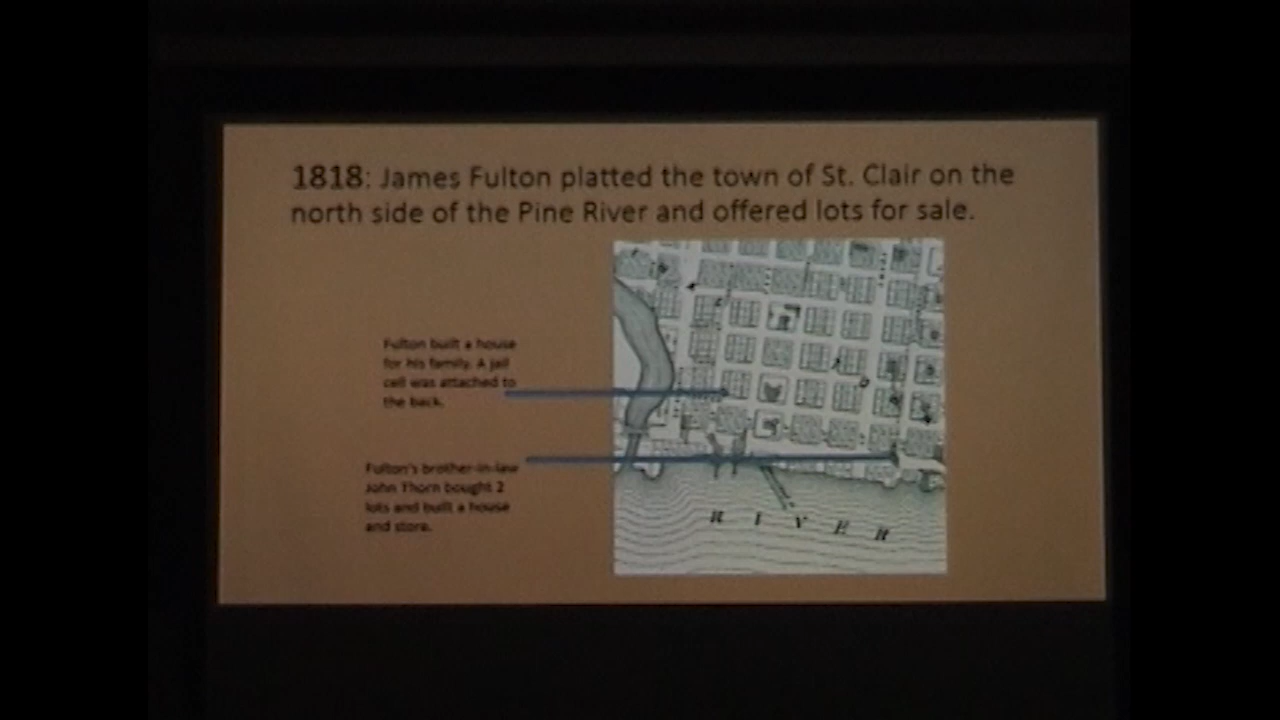 1818: James Fulton platted the town of St. Clair on the
north side of the Pine River and offered lots for sale.
Fulton built a house
for his family. A jail
cell was attached to
the back.
Fulton's brother-in-law
John Thorn bought 2
lots and built a house
and store.
R I V E R